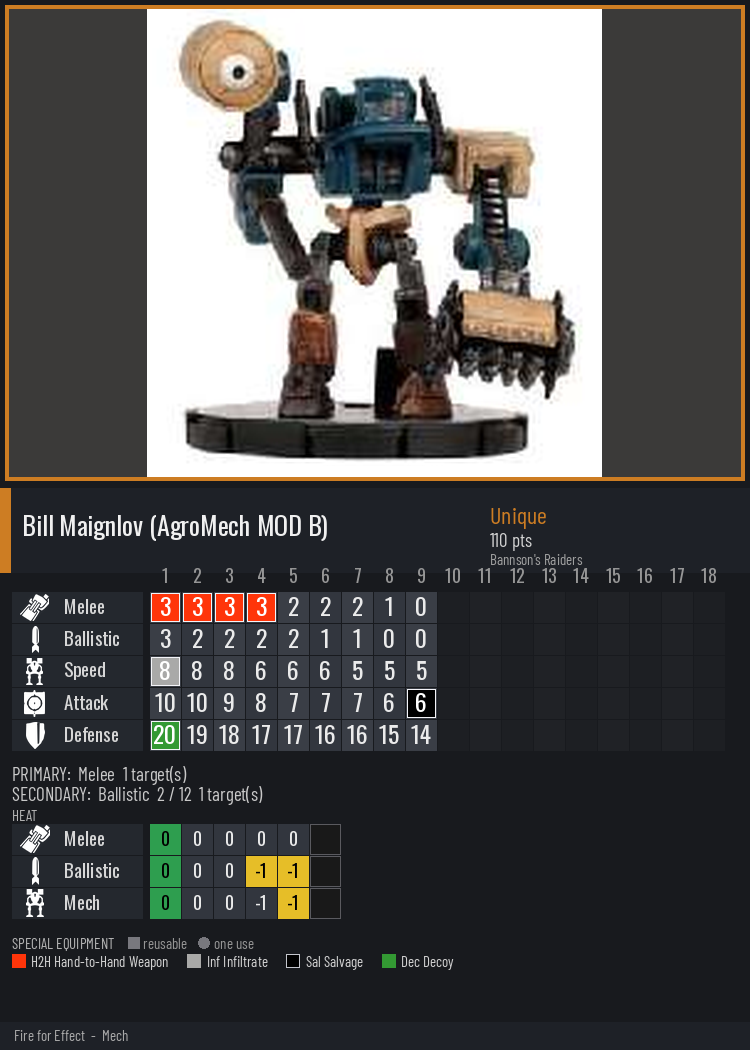 Bill Maignlov (AgroMech MOD B)
Unique
110 pts
Bannson's Raiders
1 2 3 4 5 6 7 8 9 10 11 12 13 14 15 16 17 18
Melee 3 3 3 3 2 2 2 1 0
Ballistic 3 2 2 2 2 1 1 0 0
Speed 8 8 8 6 6 6 5 5 5
Attack 10 10 9 8 7 7 7 6 6
Defense 20 19 18 17 17 16 16 15 14
PRIMARY: Melee 1 target(s)
SECONDARY: Ballistic 2 / 12 1 target(s)
HEAT
Melee 0 0 0 0 0
Ballistic 0 0 0 -1 -1
Mech 0 0 0 -1 -1
SPECIAL EQUIPMENT reusable one use
H2H Hand-to-Hand Weapon Inf Infiltrate Sal Salvage Dec Decoy
Fire for Effect - Mech